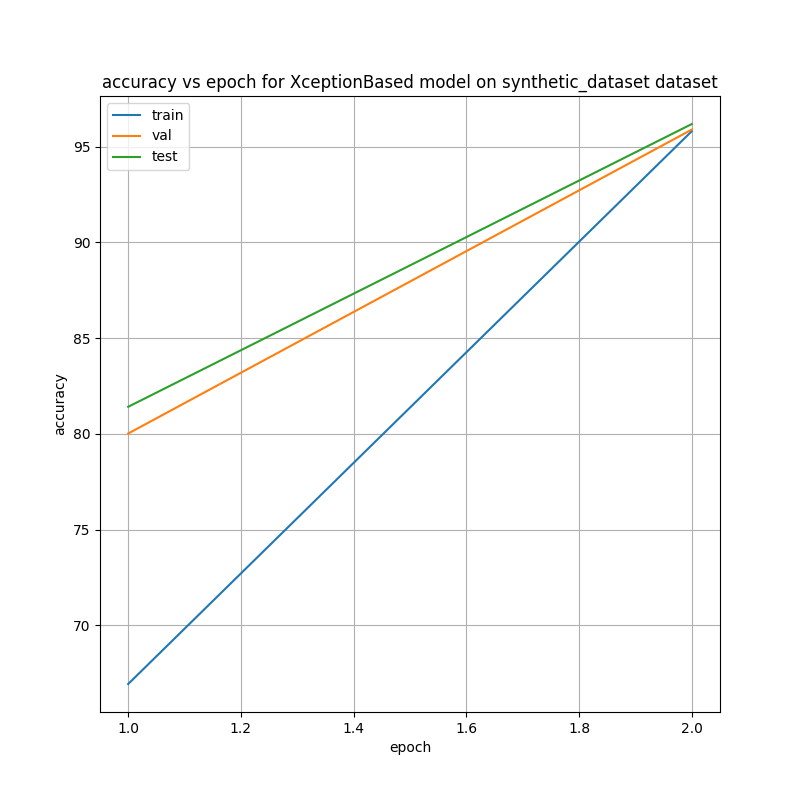 accuracy vs epoch for XceptionBased model on synthetic_dataset dataset
train
val
test
95
90
85
80
75
70
accuracy
1.0 1.2 1.4 1.6 1.8 2.0
epoch